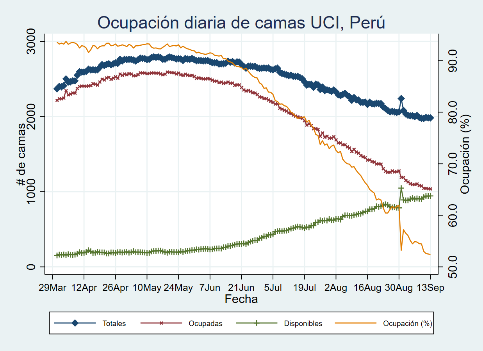 Ocupación diaria de camas UCI, Perú
# de camas
3000
2000
1000
0
Ocupación (%)
90.0
80.0
70.0
60.0
50.0
29Mar 12Apr 26Apr 10May 24May 7Jun 21Jun 5Jul 19Jul 2Aug 16Aug 30Aug 13Sep
Fecha
Totales Ocupadas Disponibles Ocupación (%)